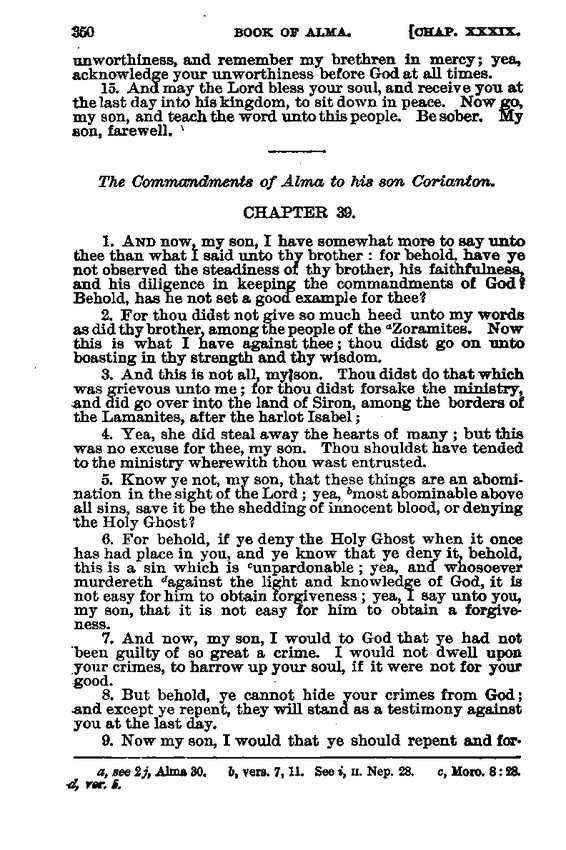 350 BOOK OF ALMA. [CHAP. XXXIX.
unworthiness, and remember my brethren in mercy; yea,
acknowledge your unworthiness before God at all times.
15. And may the Lord bless your soul, and receive you at
the last day into his kingdom, to sit down in peace. Now go,
my son, and teach the word unto this people. Be sober. My
son, farewell.
The Commandments of Alma to his son Corianton.
CHAPTER 39.
1. AND now, my son, I have somewhat more to say unto
thee than what I said unto thy brother : for behold, have ye
not observed the steadiness of thy brother, his faithfulness,
and his diligence in keeping the commandments of God?
Behold, has he not set a good example for thee?
2. For thou didst not give so much heed unto my words
as did thy brother, among the people of the aZoramites. Now
this is what I have against thee; thou didst go on unto
boasting in thy strength and thy wisdom.
3. And this is not all, my son. Thou didst do that which
was grievous unto me; for thou didst forsake the ministry,
and did go over into the land of Siron, among the borders of
the Lamanites, after the harlot Isabel;
4. Yea, she did steal away the hearts of many; but this
was no excuse for thee, my son. Thou shouldst have tended
to the ministry wherewith thou wast entrusted.
5. Know ye not, my son, that these things are an abomi-
nation in the sight of the Lord; yea, bmost abominable above
all sins, save it be the shedding of innocent blood, or denying
the Holy Ghost?
6. For behold, if ye deny the Holy Ghost when it once
has had place in you, and ye know that ye deny it, behold,
this is a sin which is cunpardonable; yea, and whosoever
murdereth dagainst the light and knowledge of God, it is
not easy for him to obtain forgiveness; yea, I say unto you,
my son, that it is not easy for him to obtain a forgive-
ness.
7. And now, my son, I would to God that ye had not
been guilty of so great a crime. I would not dwell upon
your crimes, to harrow up your soul, if it were not for your
good.
8. But behold, ye cannot hide your crimes from God;
and except ye repent, they will stand as a testimony against
you at the last day.
9. Now my son, I would that ye should repent and for-
a, see 2j, Alma 30. b, vers. 7, 11. See i, II. Nep. 28. c, Moro. 8:28.
d, ver. 5.